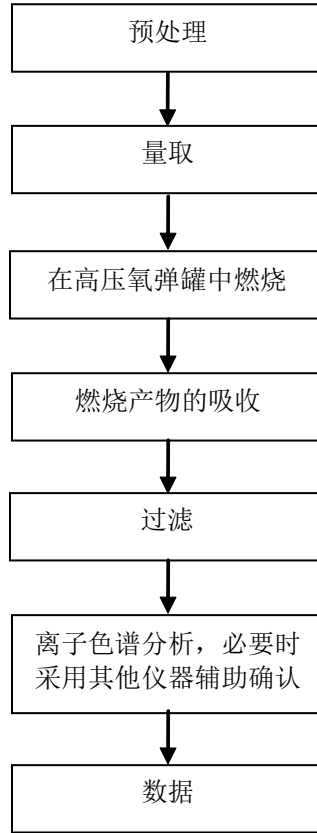 预处理
量取
在高压氧弹罐中燃烧
燃烧产物的吸收
过滤
离子色谱分析，必要时
采用其他仪器辅助确认
数据